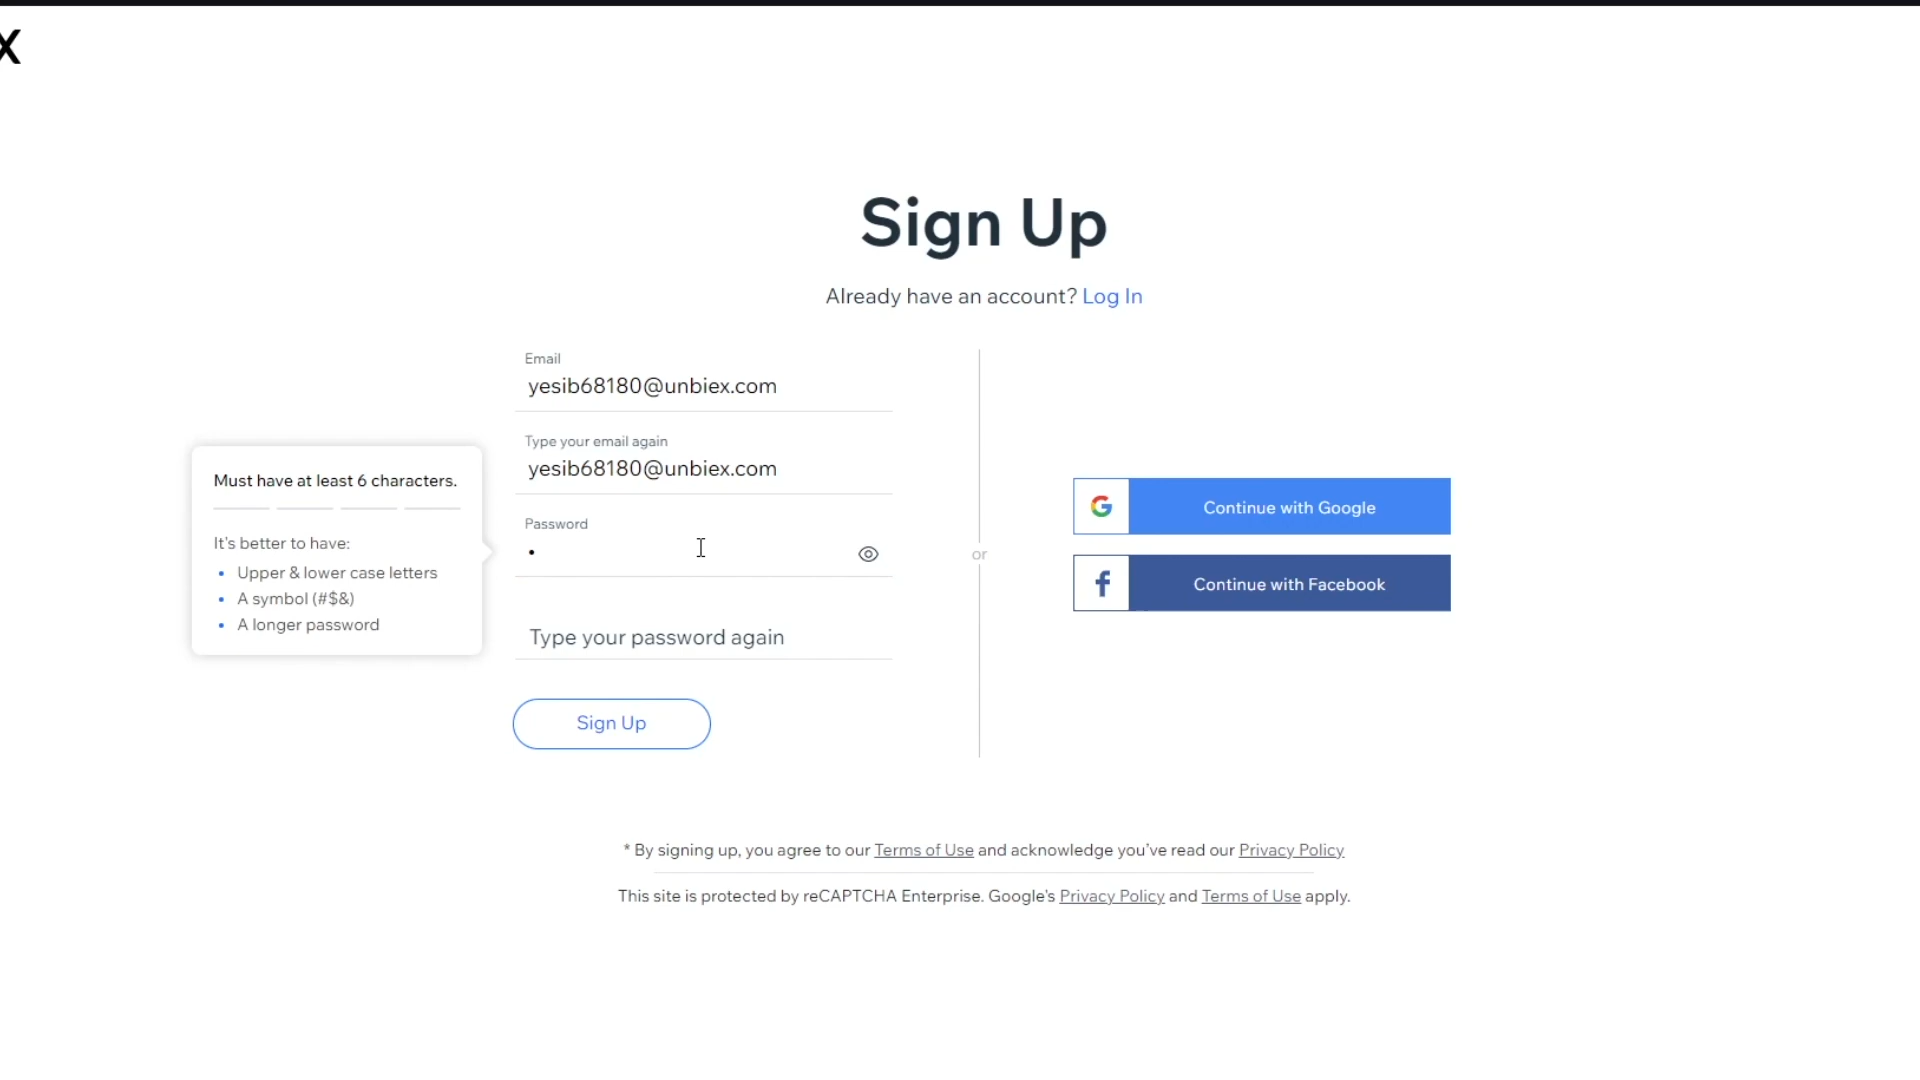 X
Sign Up
Already have an account? Log In
Email
yesib68180@unbiex.com
Type your email again
yesib68180@unbiex.com
Must have at least 6 characters.
It's better to have:
• Upper & lower case letters
• A symbol (#$&)
• A longer password
Password
•
Type your password again
Sign Up
or
G Continue with Google
f Continue with Facebook
* By signing up, you agree to our Terms of Use and acknowledge you've read our Privacy Policy
This site is protected by reCAPTCHA Enterprise. Google's Privacy Policy and Terms of Use apply.